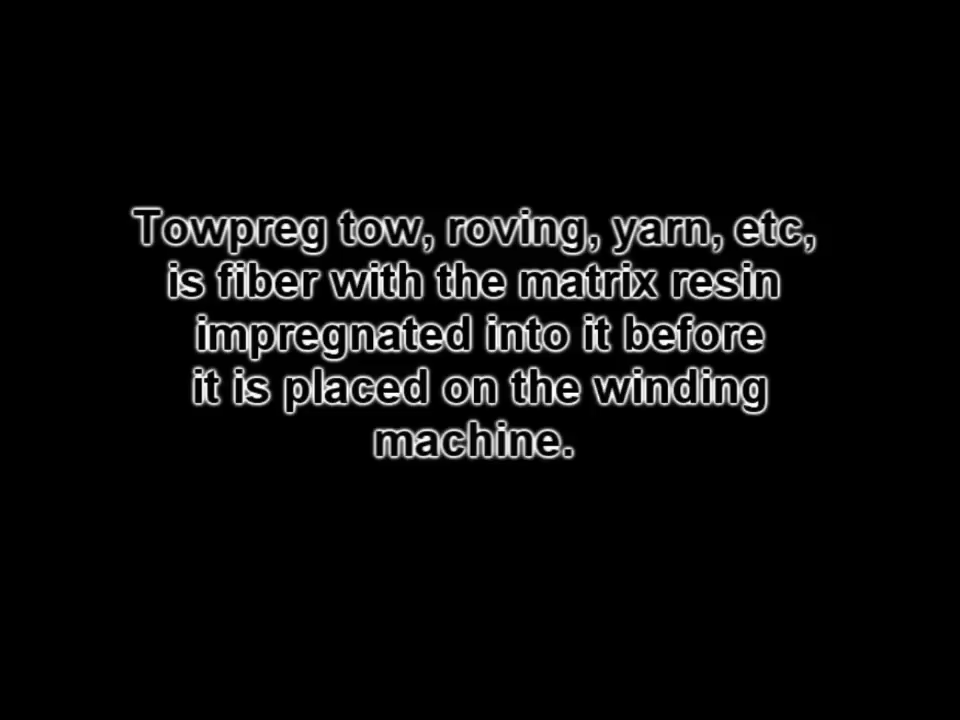 Towpreg tow, roving, yarn, etc,
is fiber with the matrix resin
impregnated into it before
it is placed on the winding
machine.